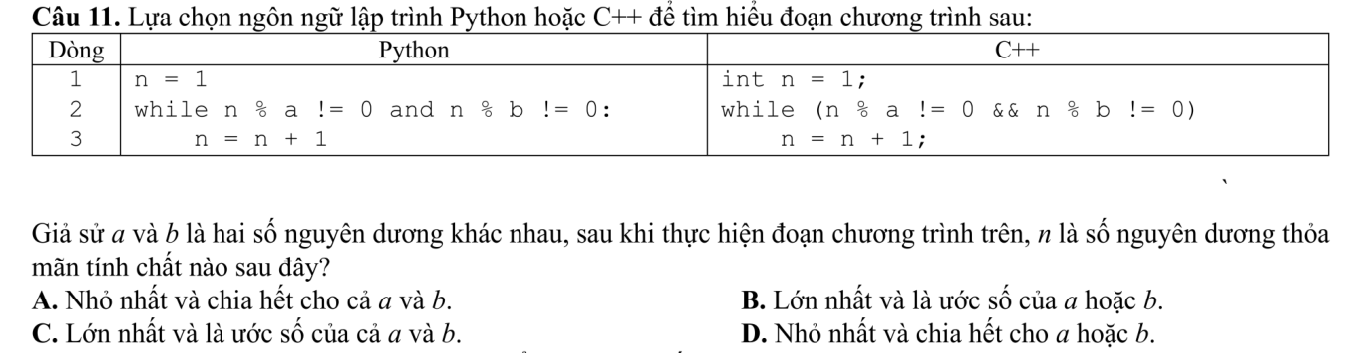 Câu 11. Lựa chọn ngôn ngữ lập trình Python hoặc C++ để tìm hiểu đoạn chương trình sau:
Dòng Python C++
1 n = 1 int n = 1;
2 while n % a != 0 and n % b != 0: while (n % a != 0 && n % b != 0)
3 n = n + 1 n = n + 1;
Giả sử a và b là hai số nguyên dương khác nhau, sau khi thực hiện đoạn chương trình trên, n là số nguyên dương thỏa
mãn tính chất nào sau đây?
A. Nhỏ nhất và chia hết cho cả a và b. B. Lớn nhất và là ước số của a hoặc b.
C. Lớn nhất và là ước số của cả a và b. D. Nhỏ nhất và chia hết cho a hoặc b.